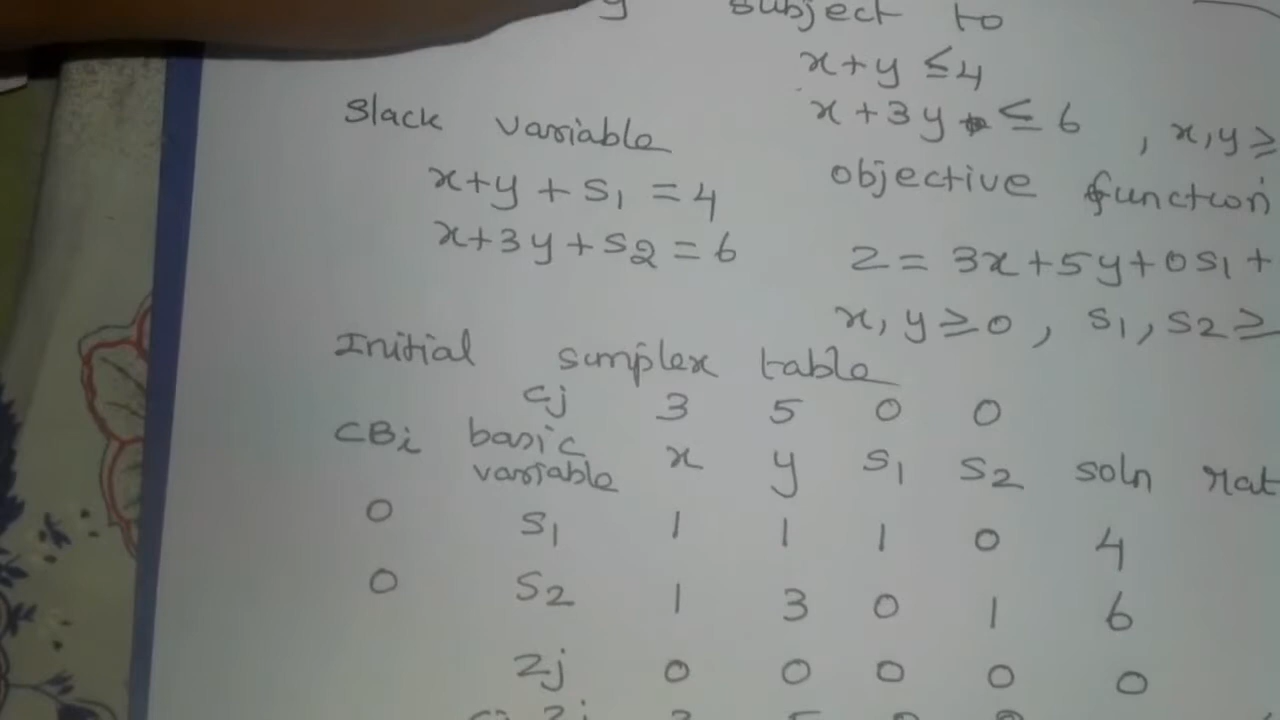 y subject to
x+y ≤4
x+3y ≤ 6 , x,y ≥
Slack variable
x+y+S1 =4
x+3y+S2=6
objective function
Z= 3x+5y+0S1+
x, y≥0, S1, S2≥
Initial simplex table
Cj 3 5 0 0
CBi basic variable x y S1 S2 soln rat
0 S1 1 1 1 0 4
0 S2 1 3 0 1 6
Zj 0 0 0 0 0